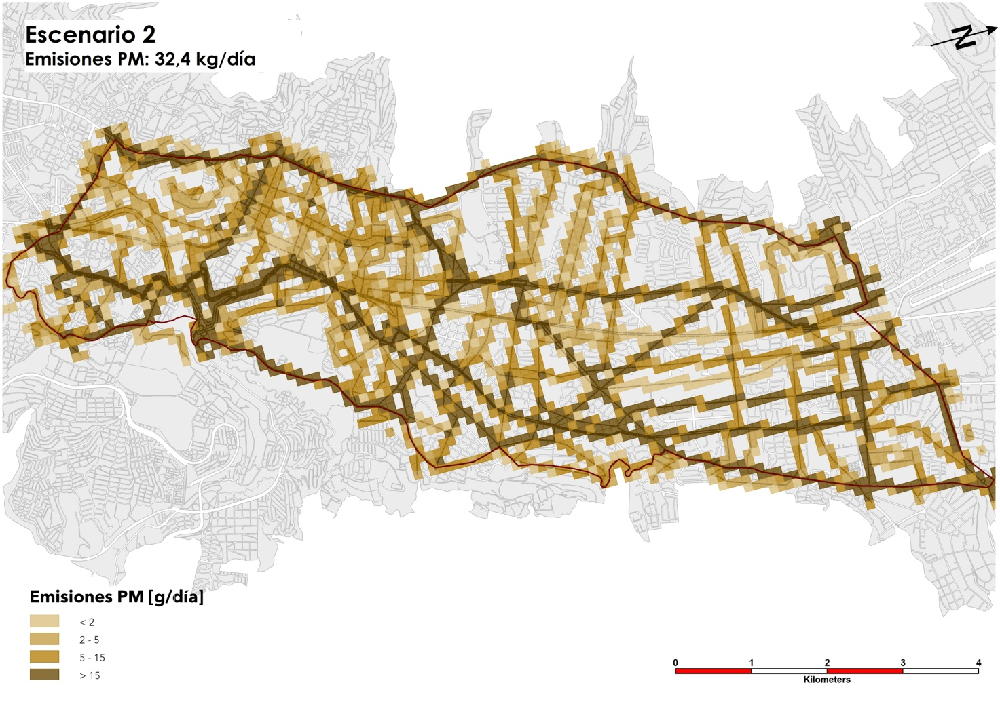 Escenario 2
Emisiones PM: 32,4 kg/día
N
Emisiones PM [g/día]
< 2
2 - 5
5 - 15
> 15
0 1 2 3 4
Kilometers